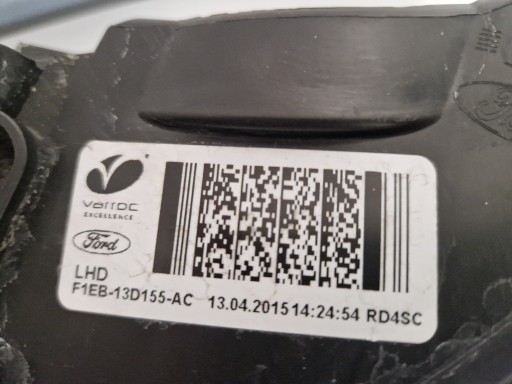 varroc
EXCELLENCE
Ford
LHD
F1EB-13D155-AC 13.04.2015 14:24:54 RD4SC